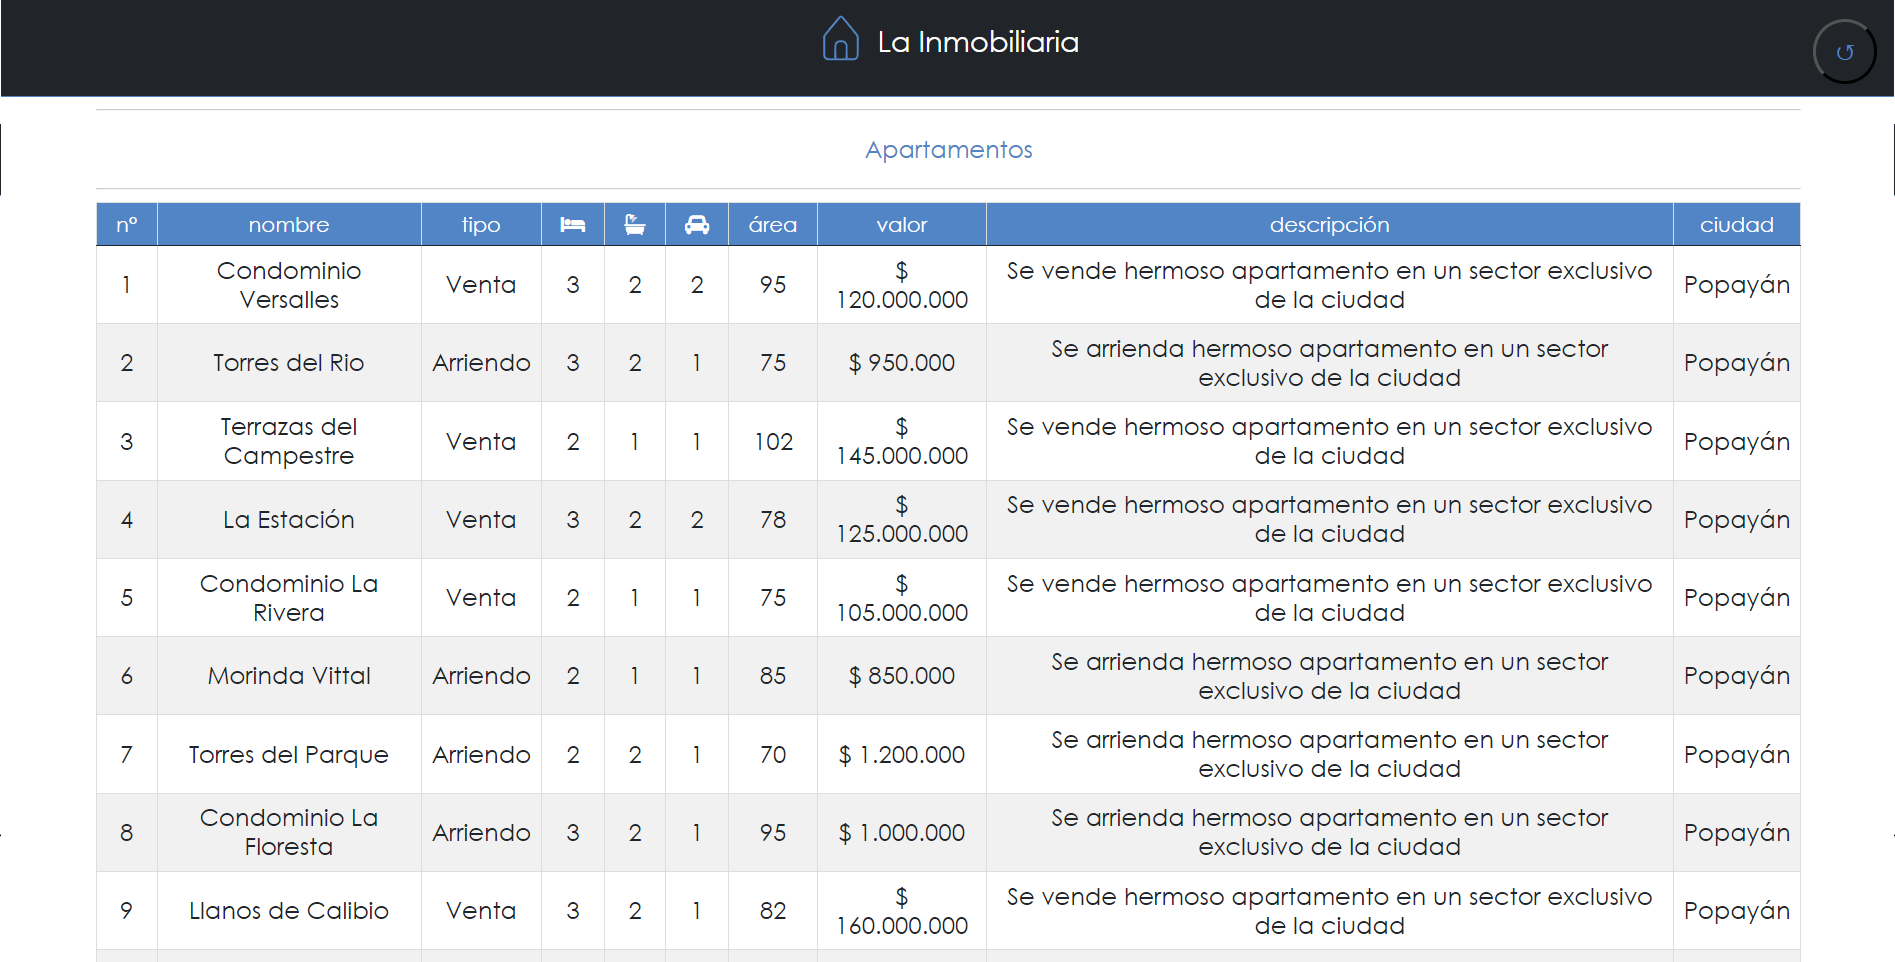 La Inmobiliaria
Apartamentos
n° nombre tipo área valor descripción ciudad
1 Condominio Versalles Venta 3 2 2 95 $ 120.000.000 Se vende hermoso apartamento en un sector exclusivo de la ciudad Popayán
2 Torres del Rio Arriendo 3 2 1 75 $ 950.000 Se arrienda hermoso apartamento en un sector exclusivo de la ciudad Popayán
3 Terrazas del Campestre Venta 2 1 1 102 $ 145.000.000 Se vende hermoso apartamento en un sector exclusivo de la ciudad Popayán
4 La Estación Venta 3 2 2 78 $ 125.000.000 Se vende hermoso apartamento en un sector exclusivo de la ciudad Popayán
5 Condominio La Rivera Venta 2 1 1 75 $ 105.000.000 Se vende hermoso apartamento en un sector exclusivo de la ciudad Popayán
6 Morinda Vittal Arriendo 2 1 1 85 $ 850.000 Se arrienda hermoso apartamento en un sector exclusivo de la ciudad Popayán
7 Torres del Parque Arriendo 2 2 1 70 $ 1.200.000 Se arrienda hermoso apartamento en un sector exclusivo de la ciudad Popayán
8 Condominio La Floresta Arriendo 3 2 1 95 $ 1.000.000 Se arrienda hermoso apartamento en un sector exclusivo de la ciudad Popayán
9 Llanos de Calibio Venta 3 2 1 82 $ 160.000.000 Se vende hermoso apartamento en un sector exclusivo de la ciudad Popayán